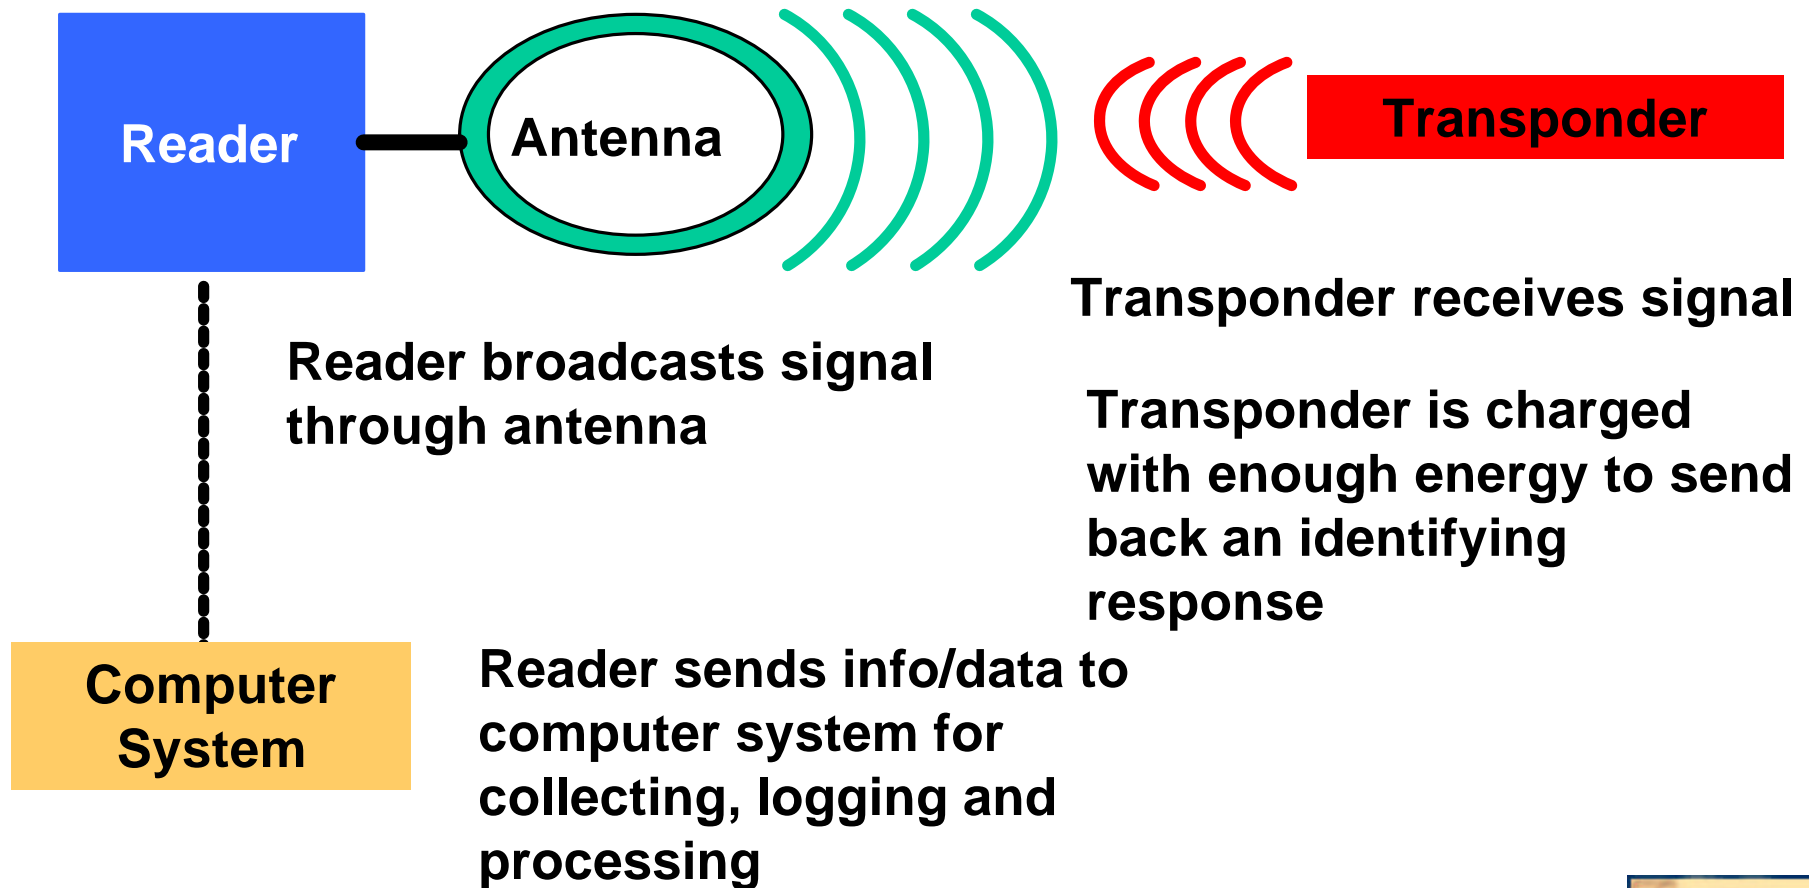 Reader
Antenna
Transponder
Transponder receives signal
Reader broadcasts signal
through antenna
Transponder is charged
with enough energy to send
back an identifying
response
Computer
System
Reader sends info/data to
computer system for
collecting, logging and
processing